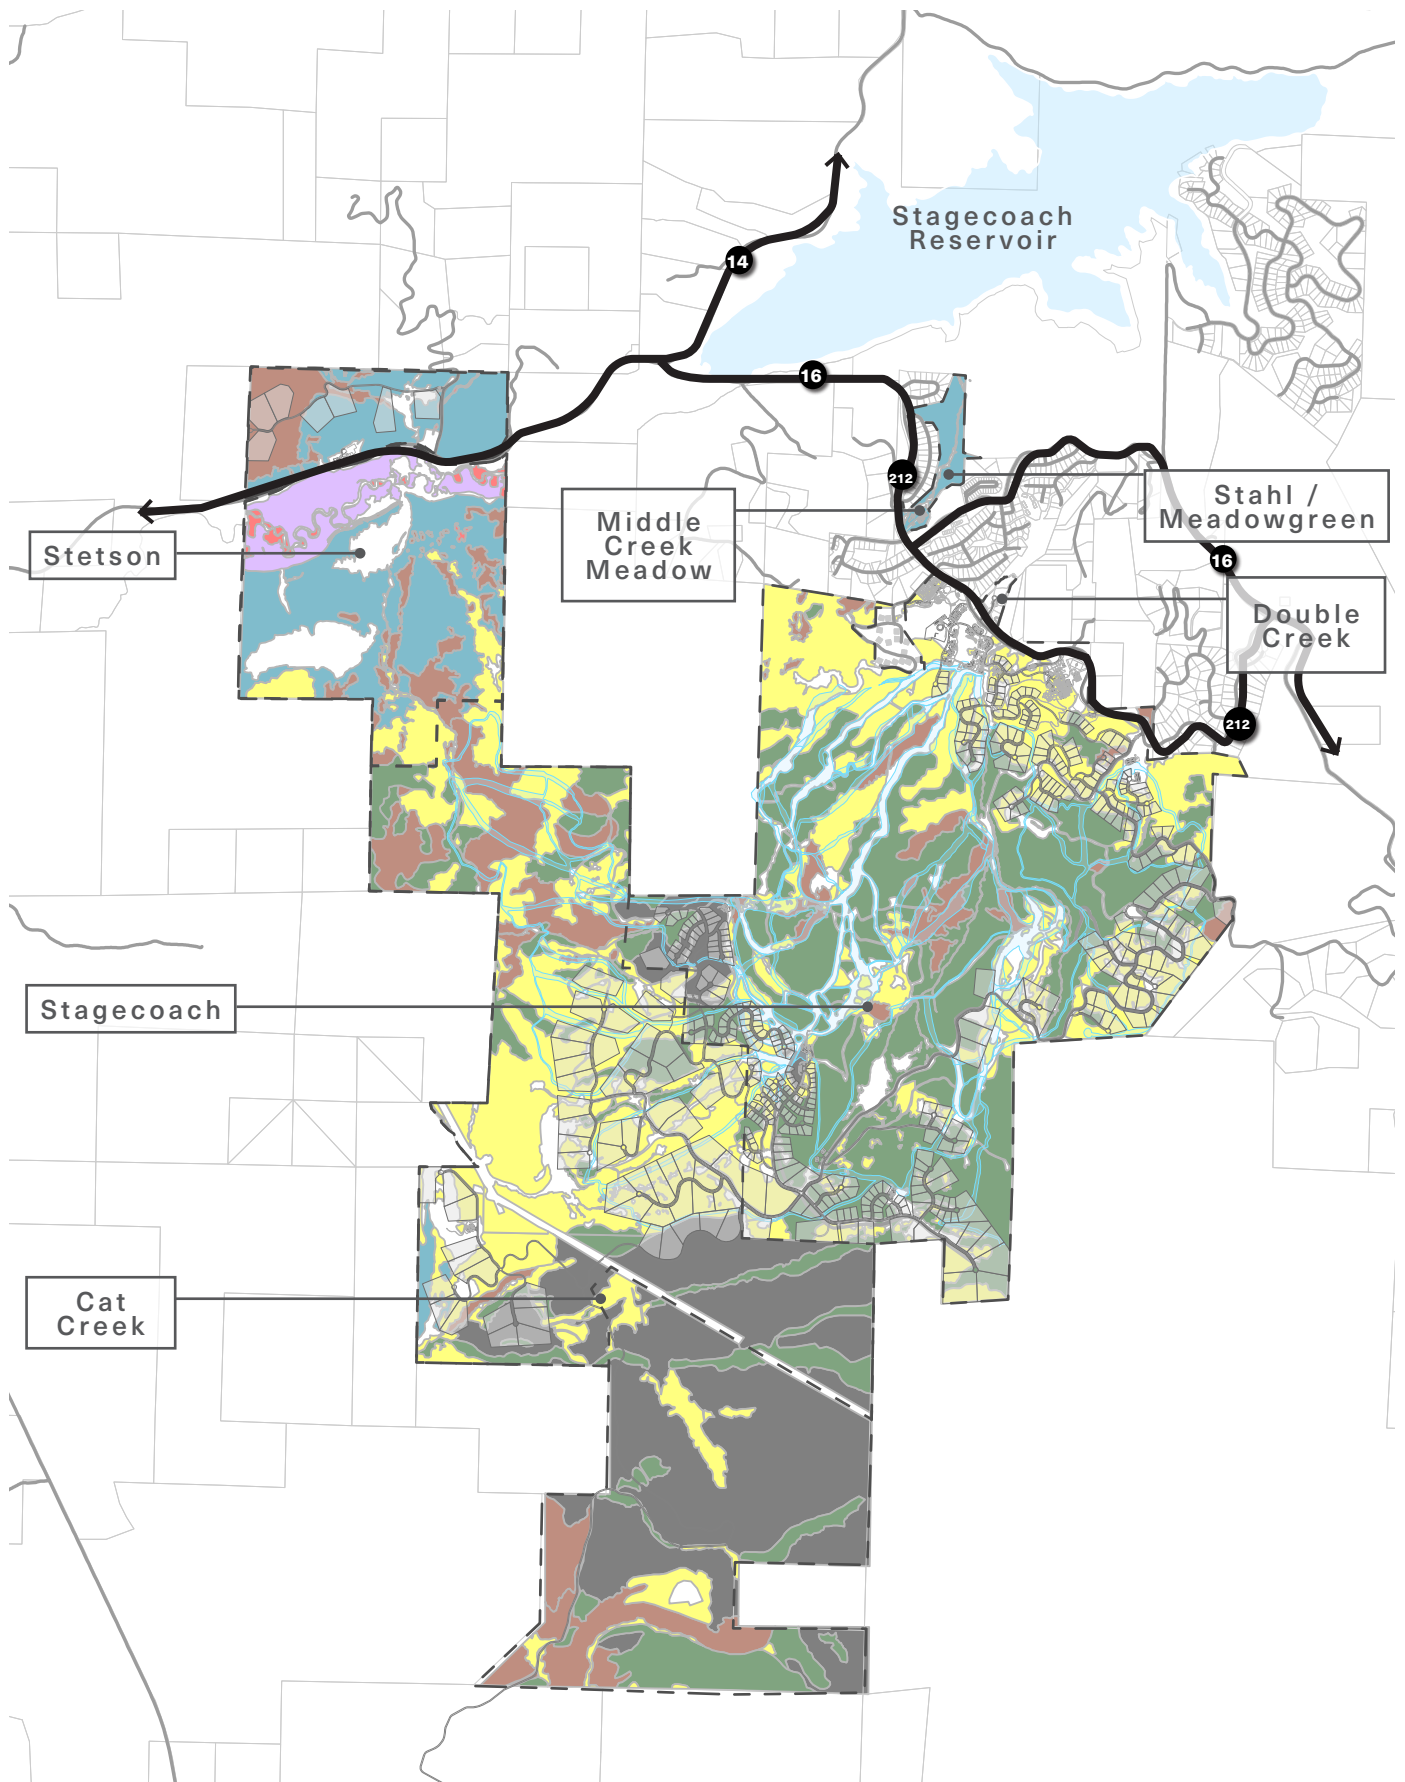 Stagecoach
Reservoir
14
16
212
Stahl /
Meadowgreen
Middle
Creek
Meadow
Stetson
16
Double
Creek
212
Stagecoach
Cat
Creek